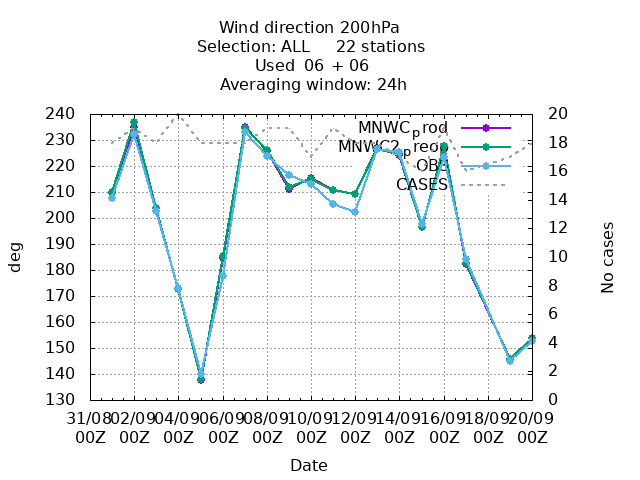 Wind direction 200hPa
Selection: ALL 22 stations
Used 06 + 06
Averaging window: 24h
240 20
230 18
220 16
210 14
200 12
190 10
180 8
170 6
160 4
150 2
140 0
130
deg
No cases
MNWCprod
MNWC2preop
OBS
CASES
31/08 02/09 04/09 06/09 08/09 10/09 12/09 14/09 16/09 18/09 20/09
00Z 00Z 00Z 00Z 00Z 00Z 00Z 00Z 00Z 00Z 00Z
Date